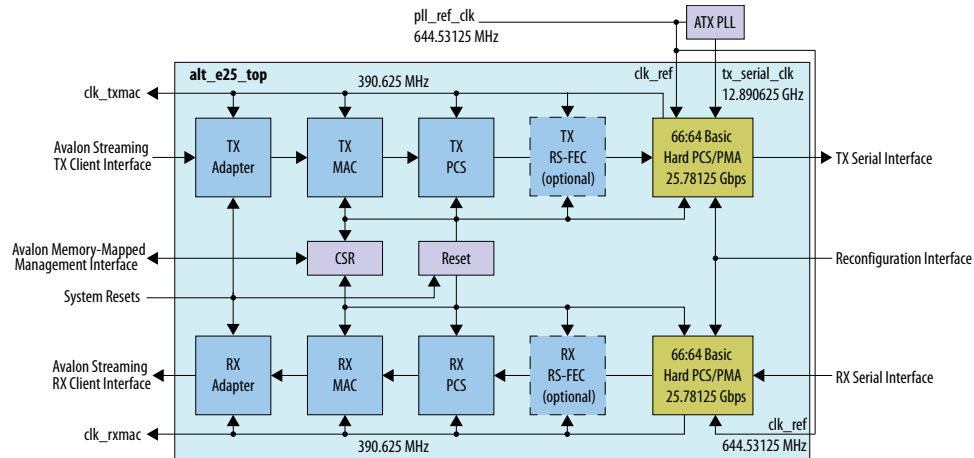 pll_ref_clk
644.53125 MHz
ATX PLL
alt_e25_top
390.625 MHz
clk_ref
tx_serial_clk
12.890625 GHz
clk_txmac
Avalon Streaming
TX Client Interface
TX
Adapter
TX
MAC
TX
PCS
TX
RS-FEC
(optional)
66:64 Basic
Hard PCS/PMA
25.78125 Gbps
TX Serial Interface
Avalon Memory-Mapped
Management Interface
CSR
Reset
Reconfiguration Interface
System Resets
Avalon Streaming
RX Client Interface
RX
Adapter
RX
MAC
RX
PCS
RX
RS-FEC
(optional)
66:64 Basic
Hard PCS/PMA
25.78125 Gbps
RX Serial Interface
clk_rxmac
390.625 MHz
clk_ref
644.53125 MHz